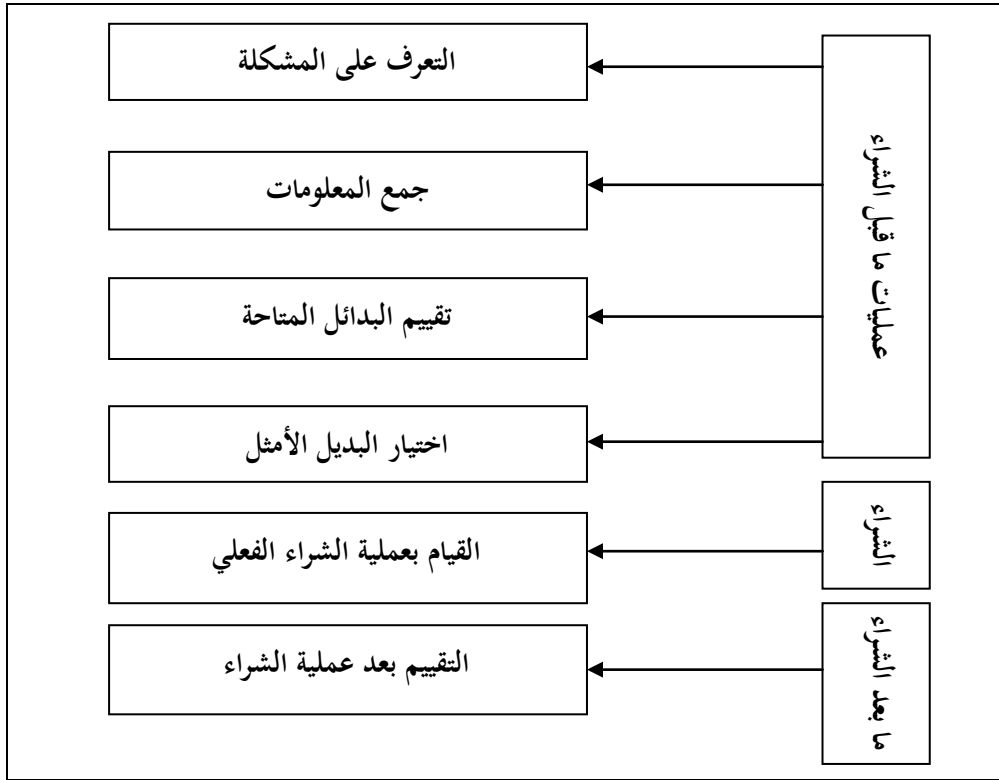 عمليات ما قبل الشراء
التعرف على المشكلة
جمع المعلومات
تقييم البدائل المتاحة
اختيار البديل الأمثل
الشراء
القيام بعملية الشراء الفعلي
ما بعد الشراء
التقييم بعد عملية الشراء